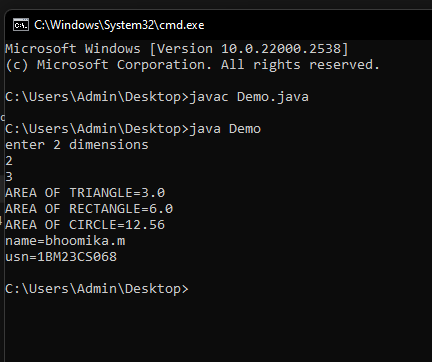 C:\Windows\System32\cmd.exe
Microsoft Windows [Version 10.0.22000.2538]
(c) Microsoft Corporation. All rights reserved.
C:\Users\Admin\Desktop>javac Demo.java
C:\Users\Admin\Desktop>java Demo
enter 2 dimensions
2
3
AREA OF TRIANGLE=3.0
AREA OF RECTANGLE=6.0
AREA OF CIRCLE=12.56
name=bhoomika.m
usn=1BM23CS068
C:\Users\Admin\Desktop>